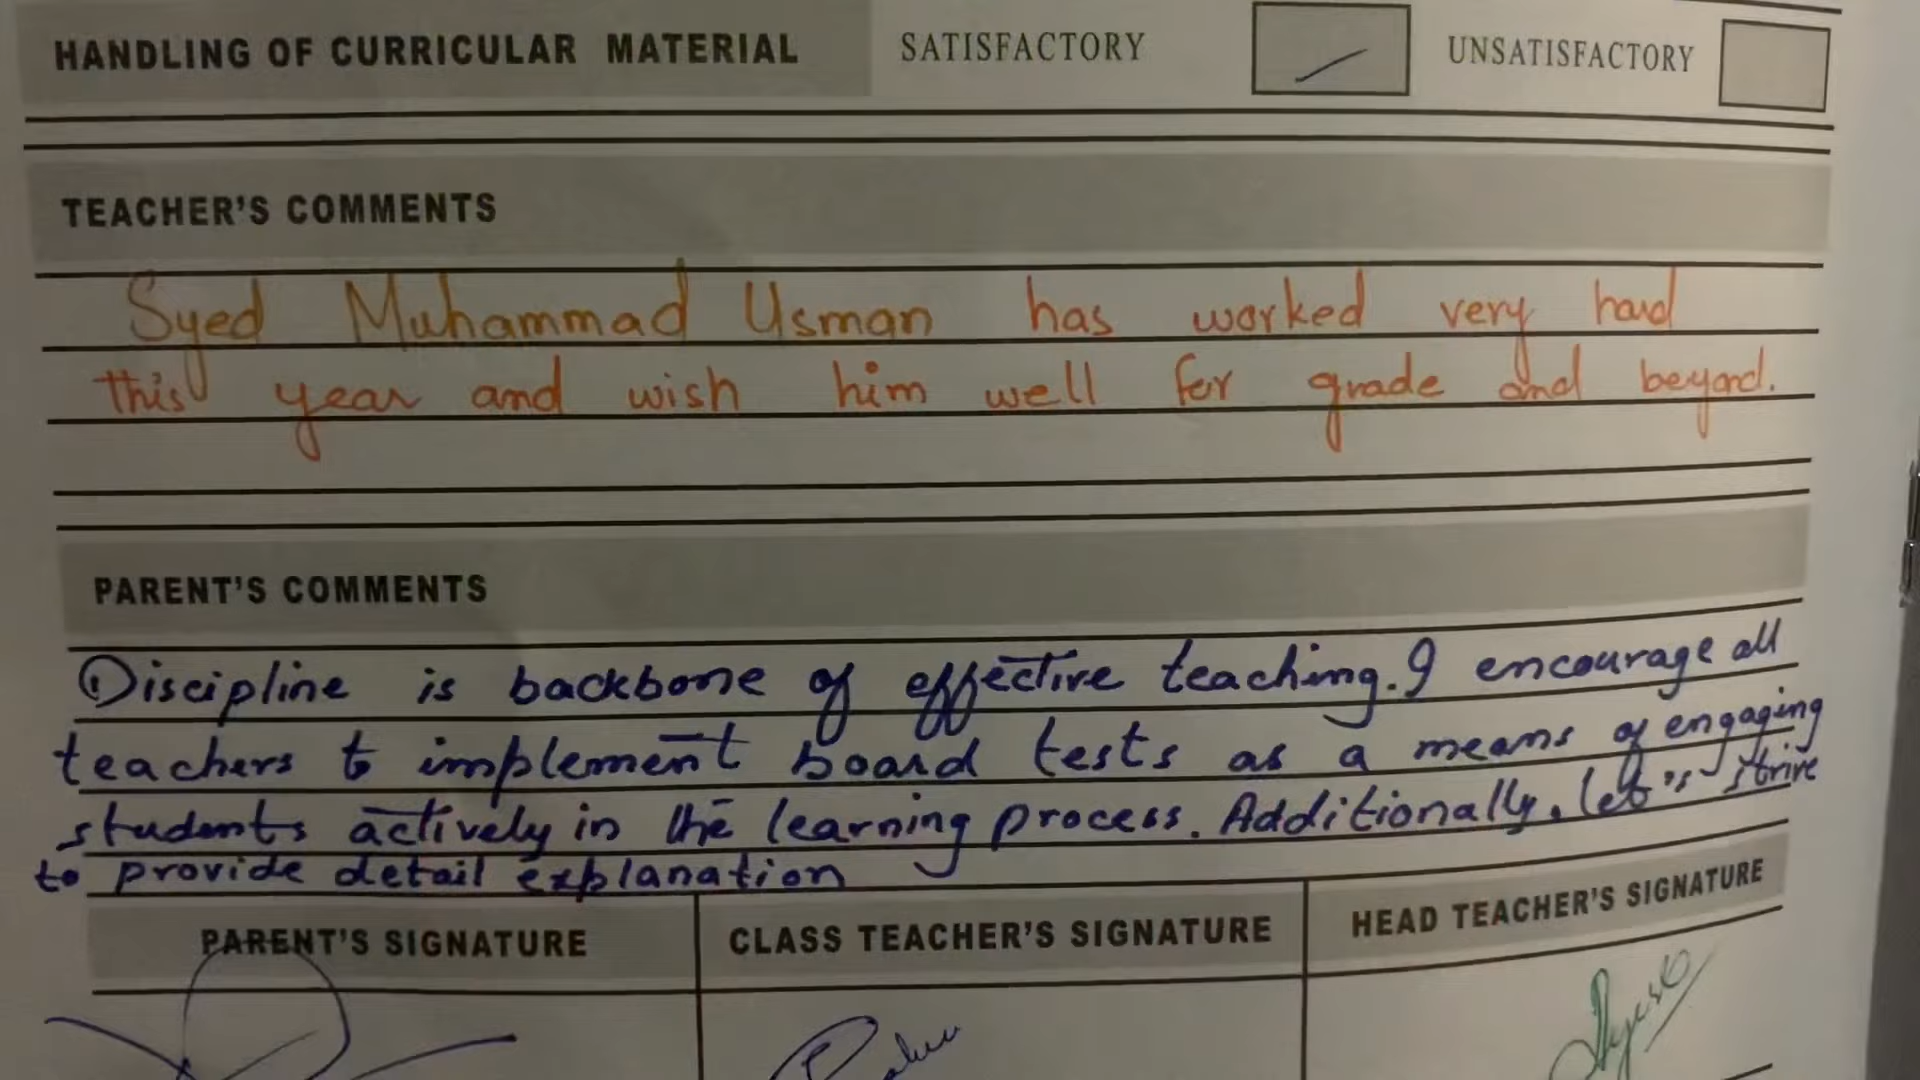 HANDLING OF CURRICULAR MATERIAL SATISFACTORY UNSATISFACTORY
TEACHER'S COMMENTS
Syed Muhammad Usman has worked very hard
this year and wish him well for grade and beyond.
PARENT'S COMMENTS
Discipline is backbone of effective teaching. I encourage all
teachers to implement board tests as a means of engaging
students actively in the learning process. Additionally, let's strive
to provide detail explanation
PARENT'S SIGNATURE CLASS TEACHER'S SIGNATURE HEAD TEACHER'S SIGNATURE